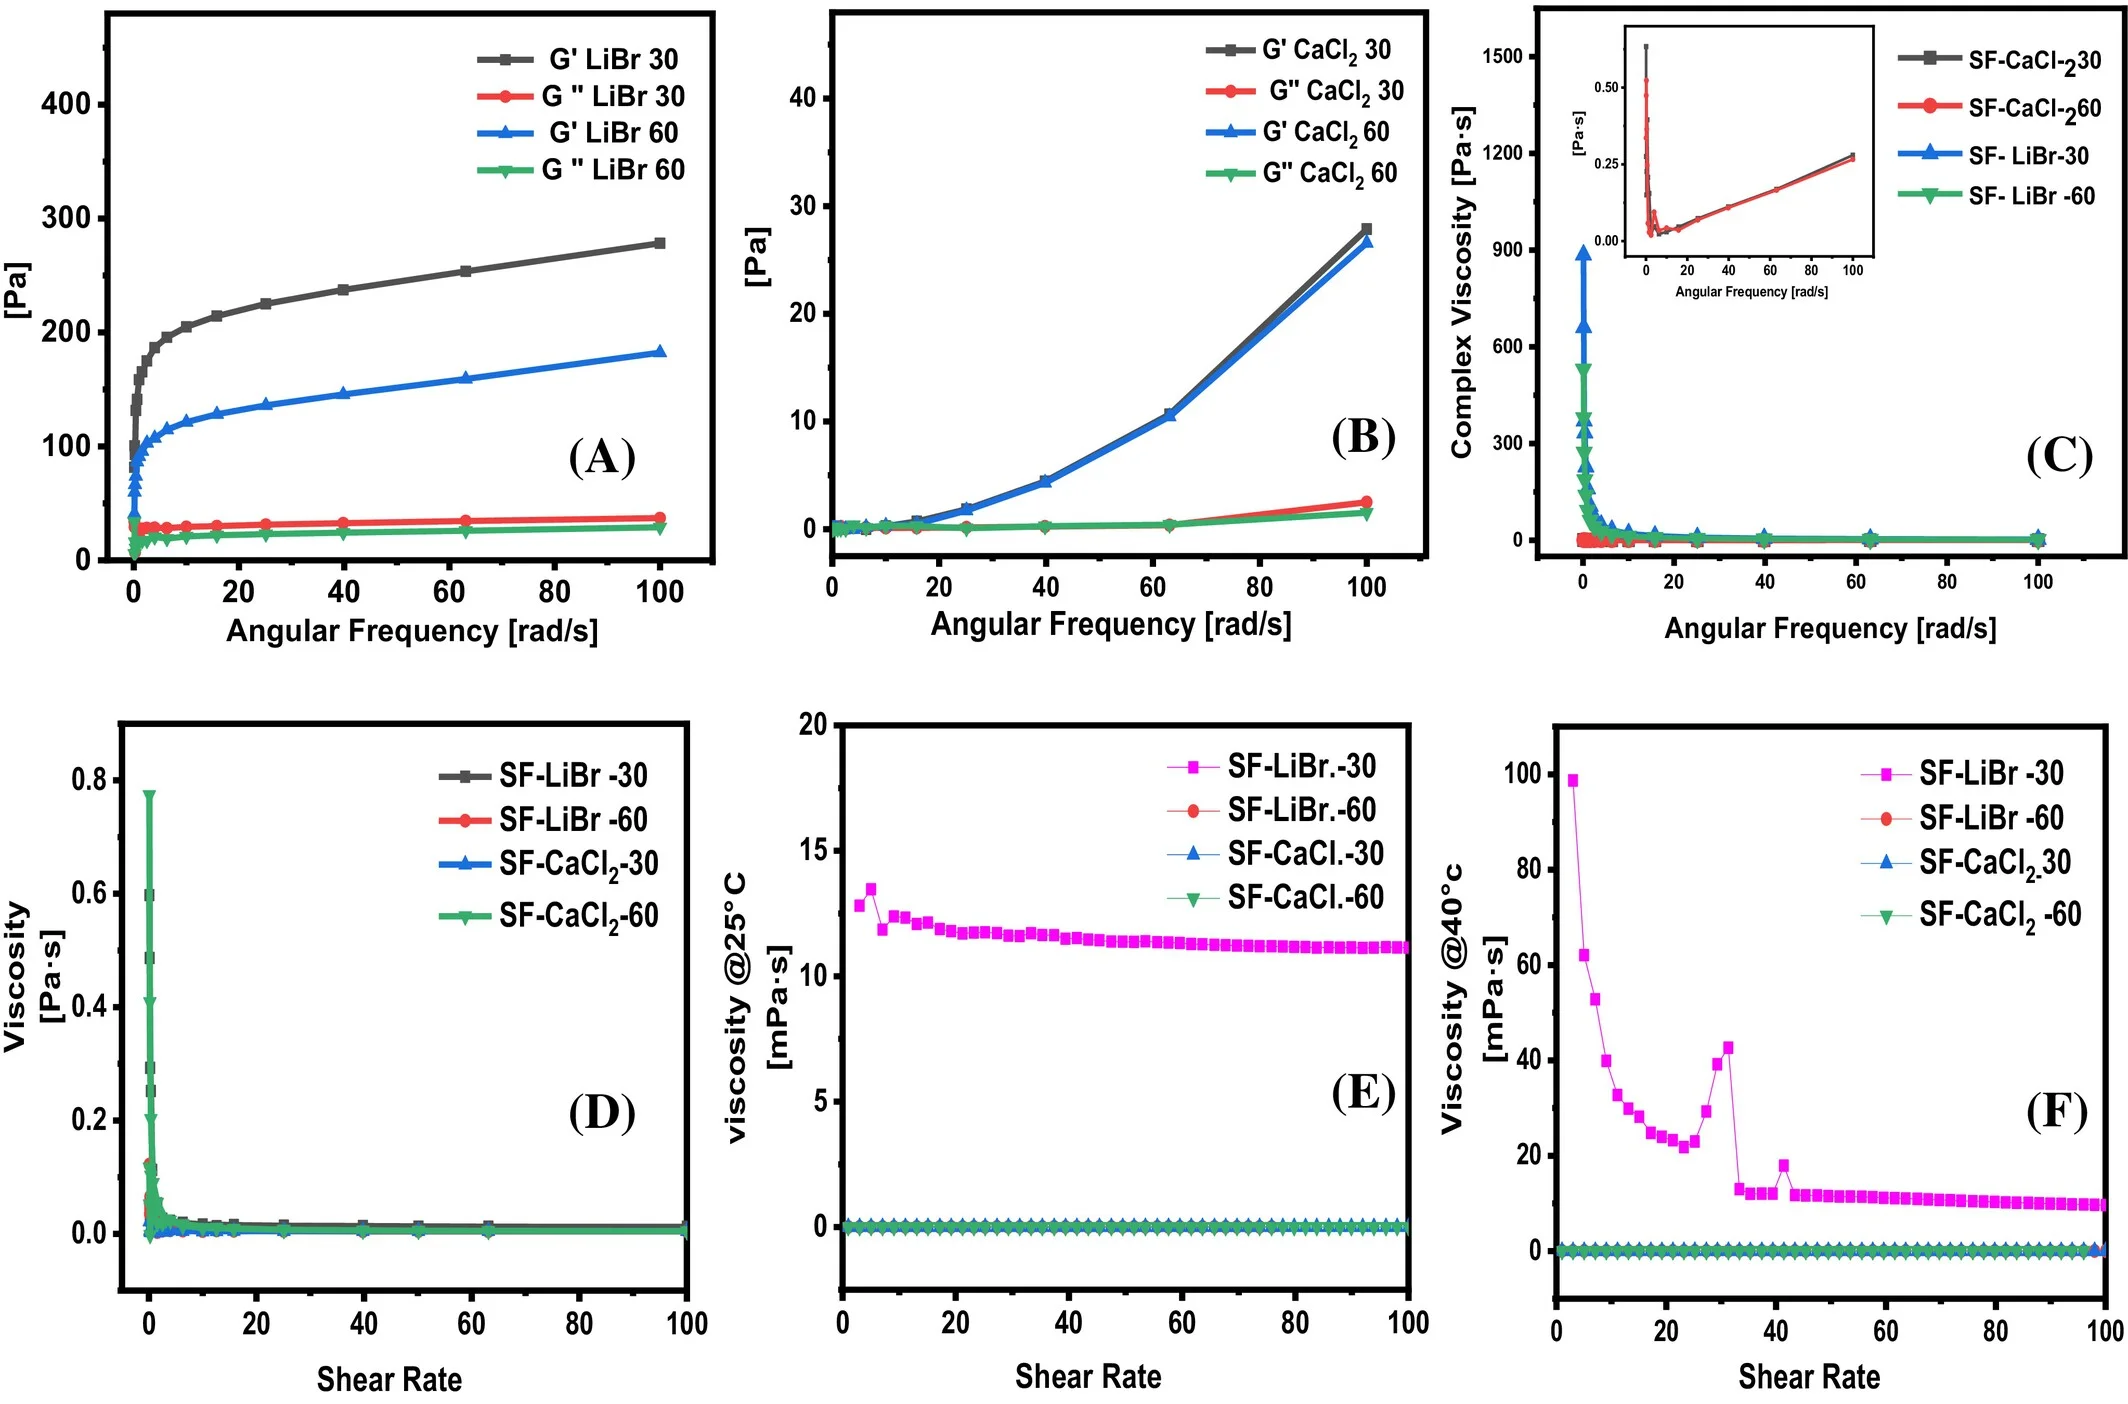 G' LiBr 30
G " LiBr 30
G' LiBr 60
G " LiBr 60
400
300
200
100
0
[Pa]
(A)
0 20 40 60 80 100
Angular Frequency [rad/s]
G' CaCl2 30
G" CaCl2 30
G' CaCl2 60
G" CaCl2 60
40
30
20
10
0
[Pa]
(B)
0 20 40 60 80 100
Angular Frequency [rad/s]
SF-CaCl-230
SF-CaCl-260
SF- LiBr-30
SF- LiBr -60
1500
1200
900
600
300
0
Complex Viscosity [Pa·s]
0.50
0.25
0.00
[Pa·s]
0 20 40 60 80 100
Angular Frequency [rad/s]
(C)
0 20 40 60 80 100
Angular Frequency [rad/s]
SF-LiBr -30
SF-LiBr -60
SF-CaCl2-30
SF-CaCl2-60
0.8
0.6
0.4
0.2
0.0
Viscosity
[Pa·s]
(D)
0 20 40 60 80 100
Shear Rate
SF-LiBr.-30
SF-LiBr.-60
SF-CaCl.-30
SF-CaCl.-60
20
15
10
5
0
viscosity @25°C
[mPa·s]
(E)
0 20 40 60 80 100
Shear Rate
SF-LiBr -30
SF-LiBr -60
SF-CaCl2-30
SF-CaCl2 -60
100
80
60
40
20
0
Viscosity @40°c
[mPa·s]
(F)
0 20 40 60 80 100
Shear Rate